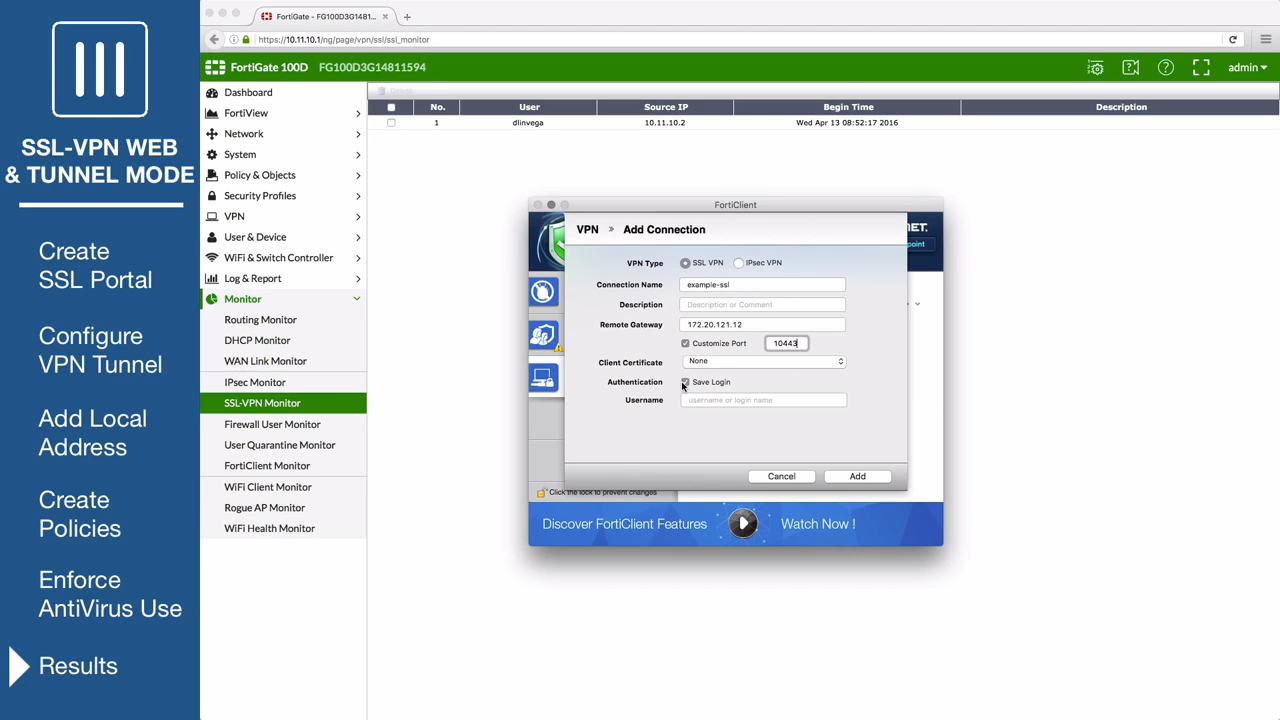 SSL-VPN WEB
& TUNNEL MODE
Create
SSL Portal
Configure
VPN Tunnel
Add Local
Address
Create
Policies
Enforce
AntiVirus Use
Results
FortiGate - FG100D3G1481...
https://10.11.10.1/ng/page/vpn/ssl/ssl_monitor
FortiGate 100D FG100D3G14811594
admin
Dashboard
FortiView
Network
System
Policy & Objects
Security Profiles
VPN
User & Device
WiFi & Switch Controller
Log & Report
Monitor
Routing Monitor
DHCP Monitor
WAN Link Monitor
IPsec Monitor
SSL-VPN Monitor
Firewall User Monitor
User Quarantine Monitor
FortiClient Monitor
WiFi Client Monitor
Rogue AP Monitor
WiFi Health Monitor
Delete
No. User Source IP Begin Time Description
1 dlinvega 10.11.10.2 Wed Apr 13 08:52:17 2016
FortiClient
VPN » Add Connection
VPN Type SSL VPN IPsec VPN
Connection Name example-ssl
Description Description or Comment
Remote Gateway 172.20.121.12
Customize Port 10443
Client Certificate None
Authentication Save Login
Username username or login name
Cancel Add
Click the lock to prevent changes
Discover FortiClient Features Watch Now !